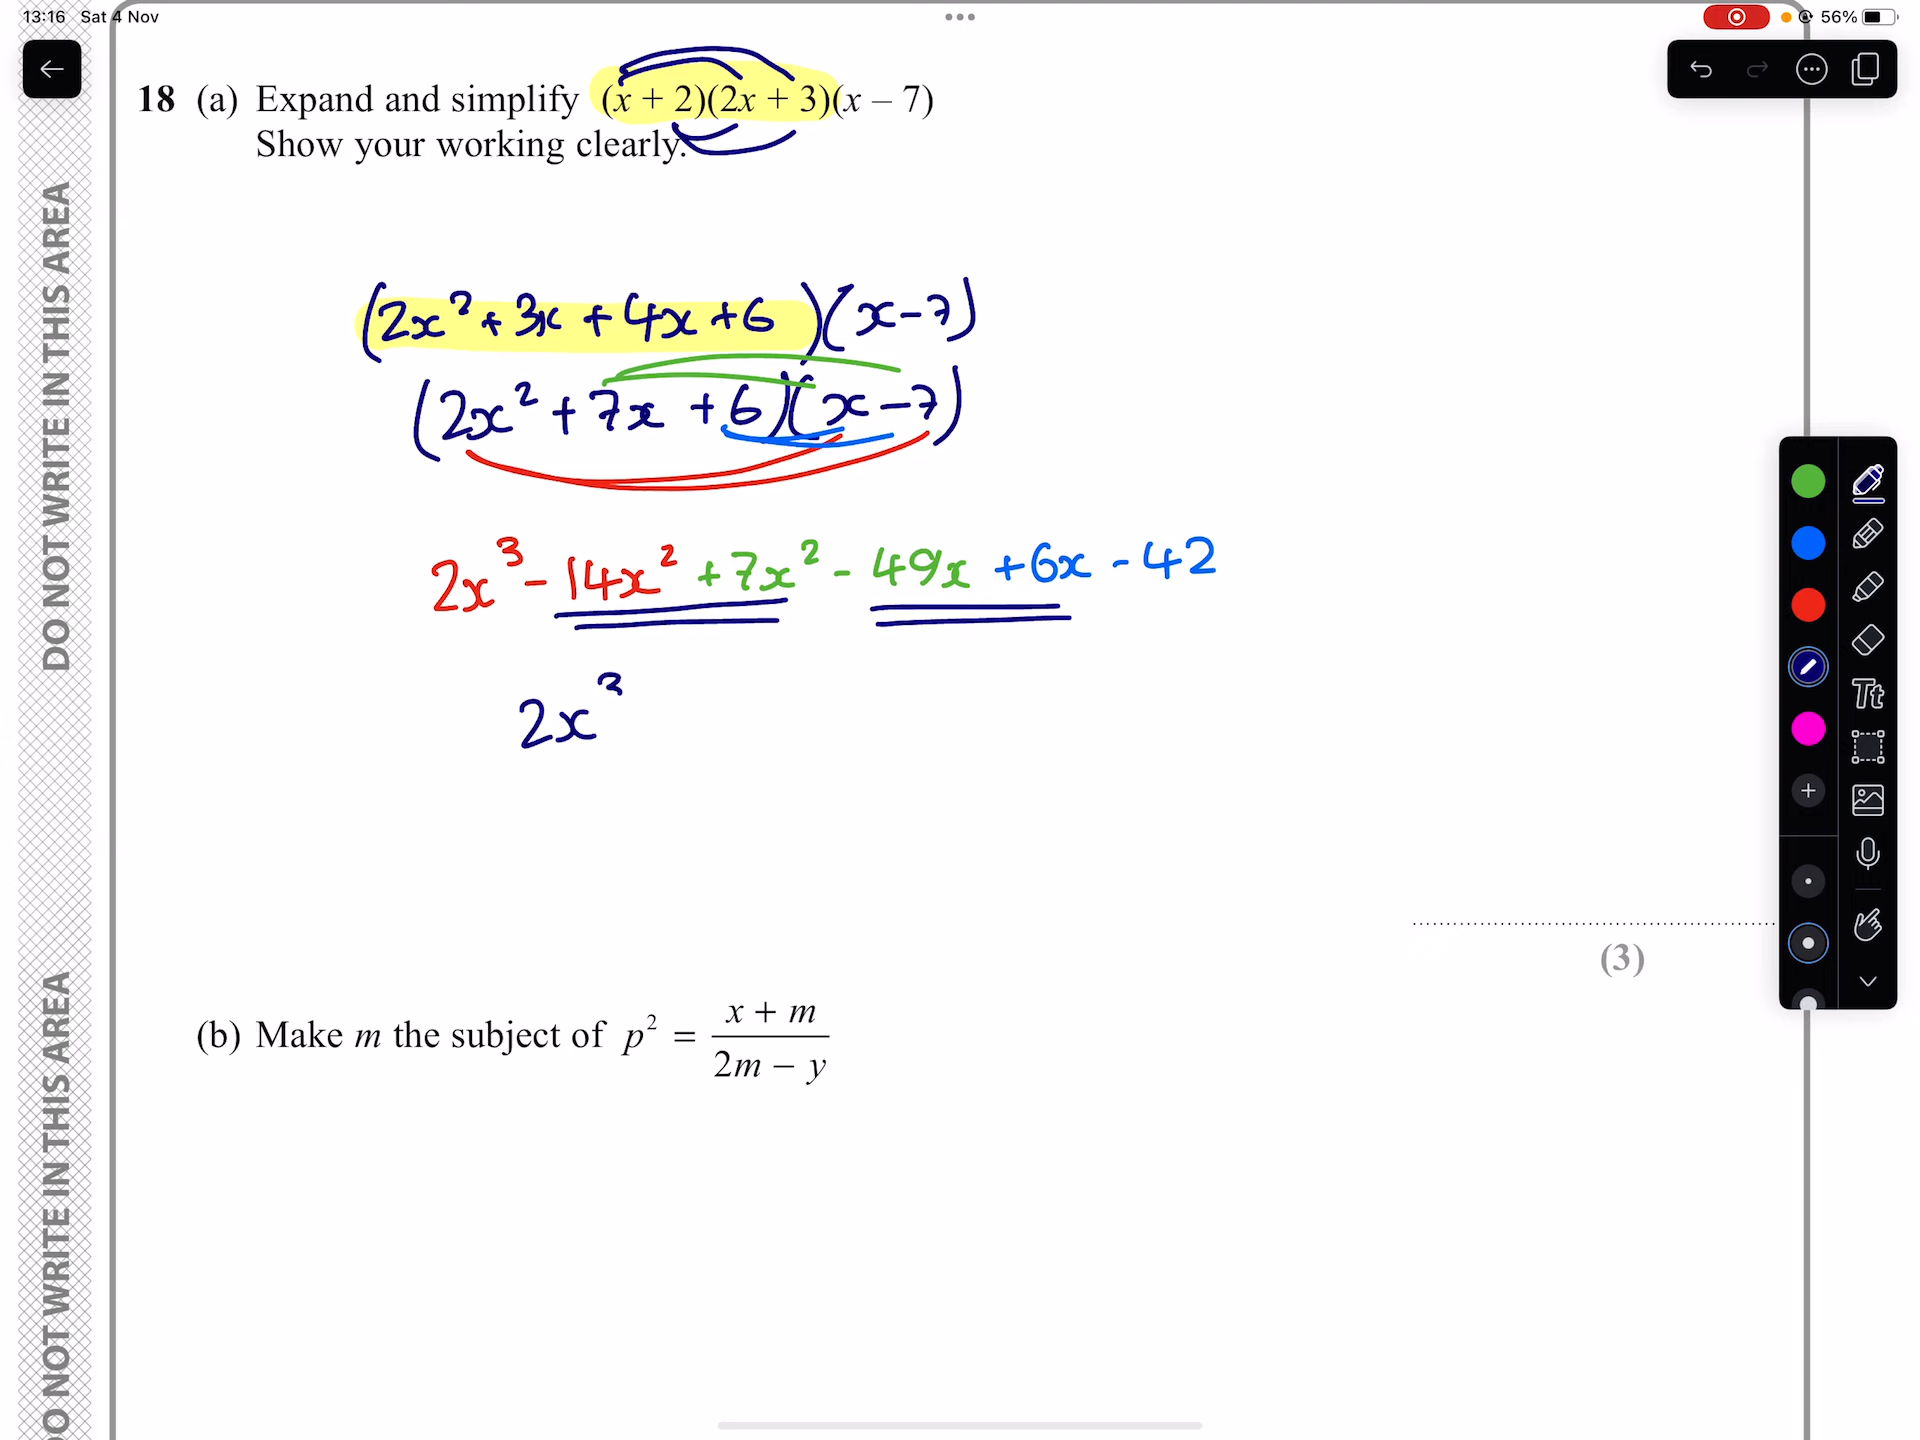 13:16 Sat 4 Nov
56%
18 (a) Expand and simplify (x + 2)(2x + 3)(x – 7)
Show your working clearly.
(2x² + 3x + 4x + 6)(x – 7)
(2x² + 7x + 6)(x – 7)
2x³ – 14x² + 7x² – 49x + 6x – 42
2x³
(3)
(b) Make m the subject of p² = (x + m)/(2m − y)
DO NOT WRITE IN THIS AREA
DO NOT WRITE IN THIS AREA
Tt